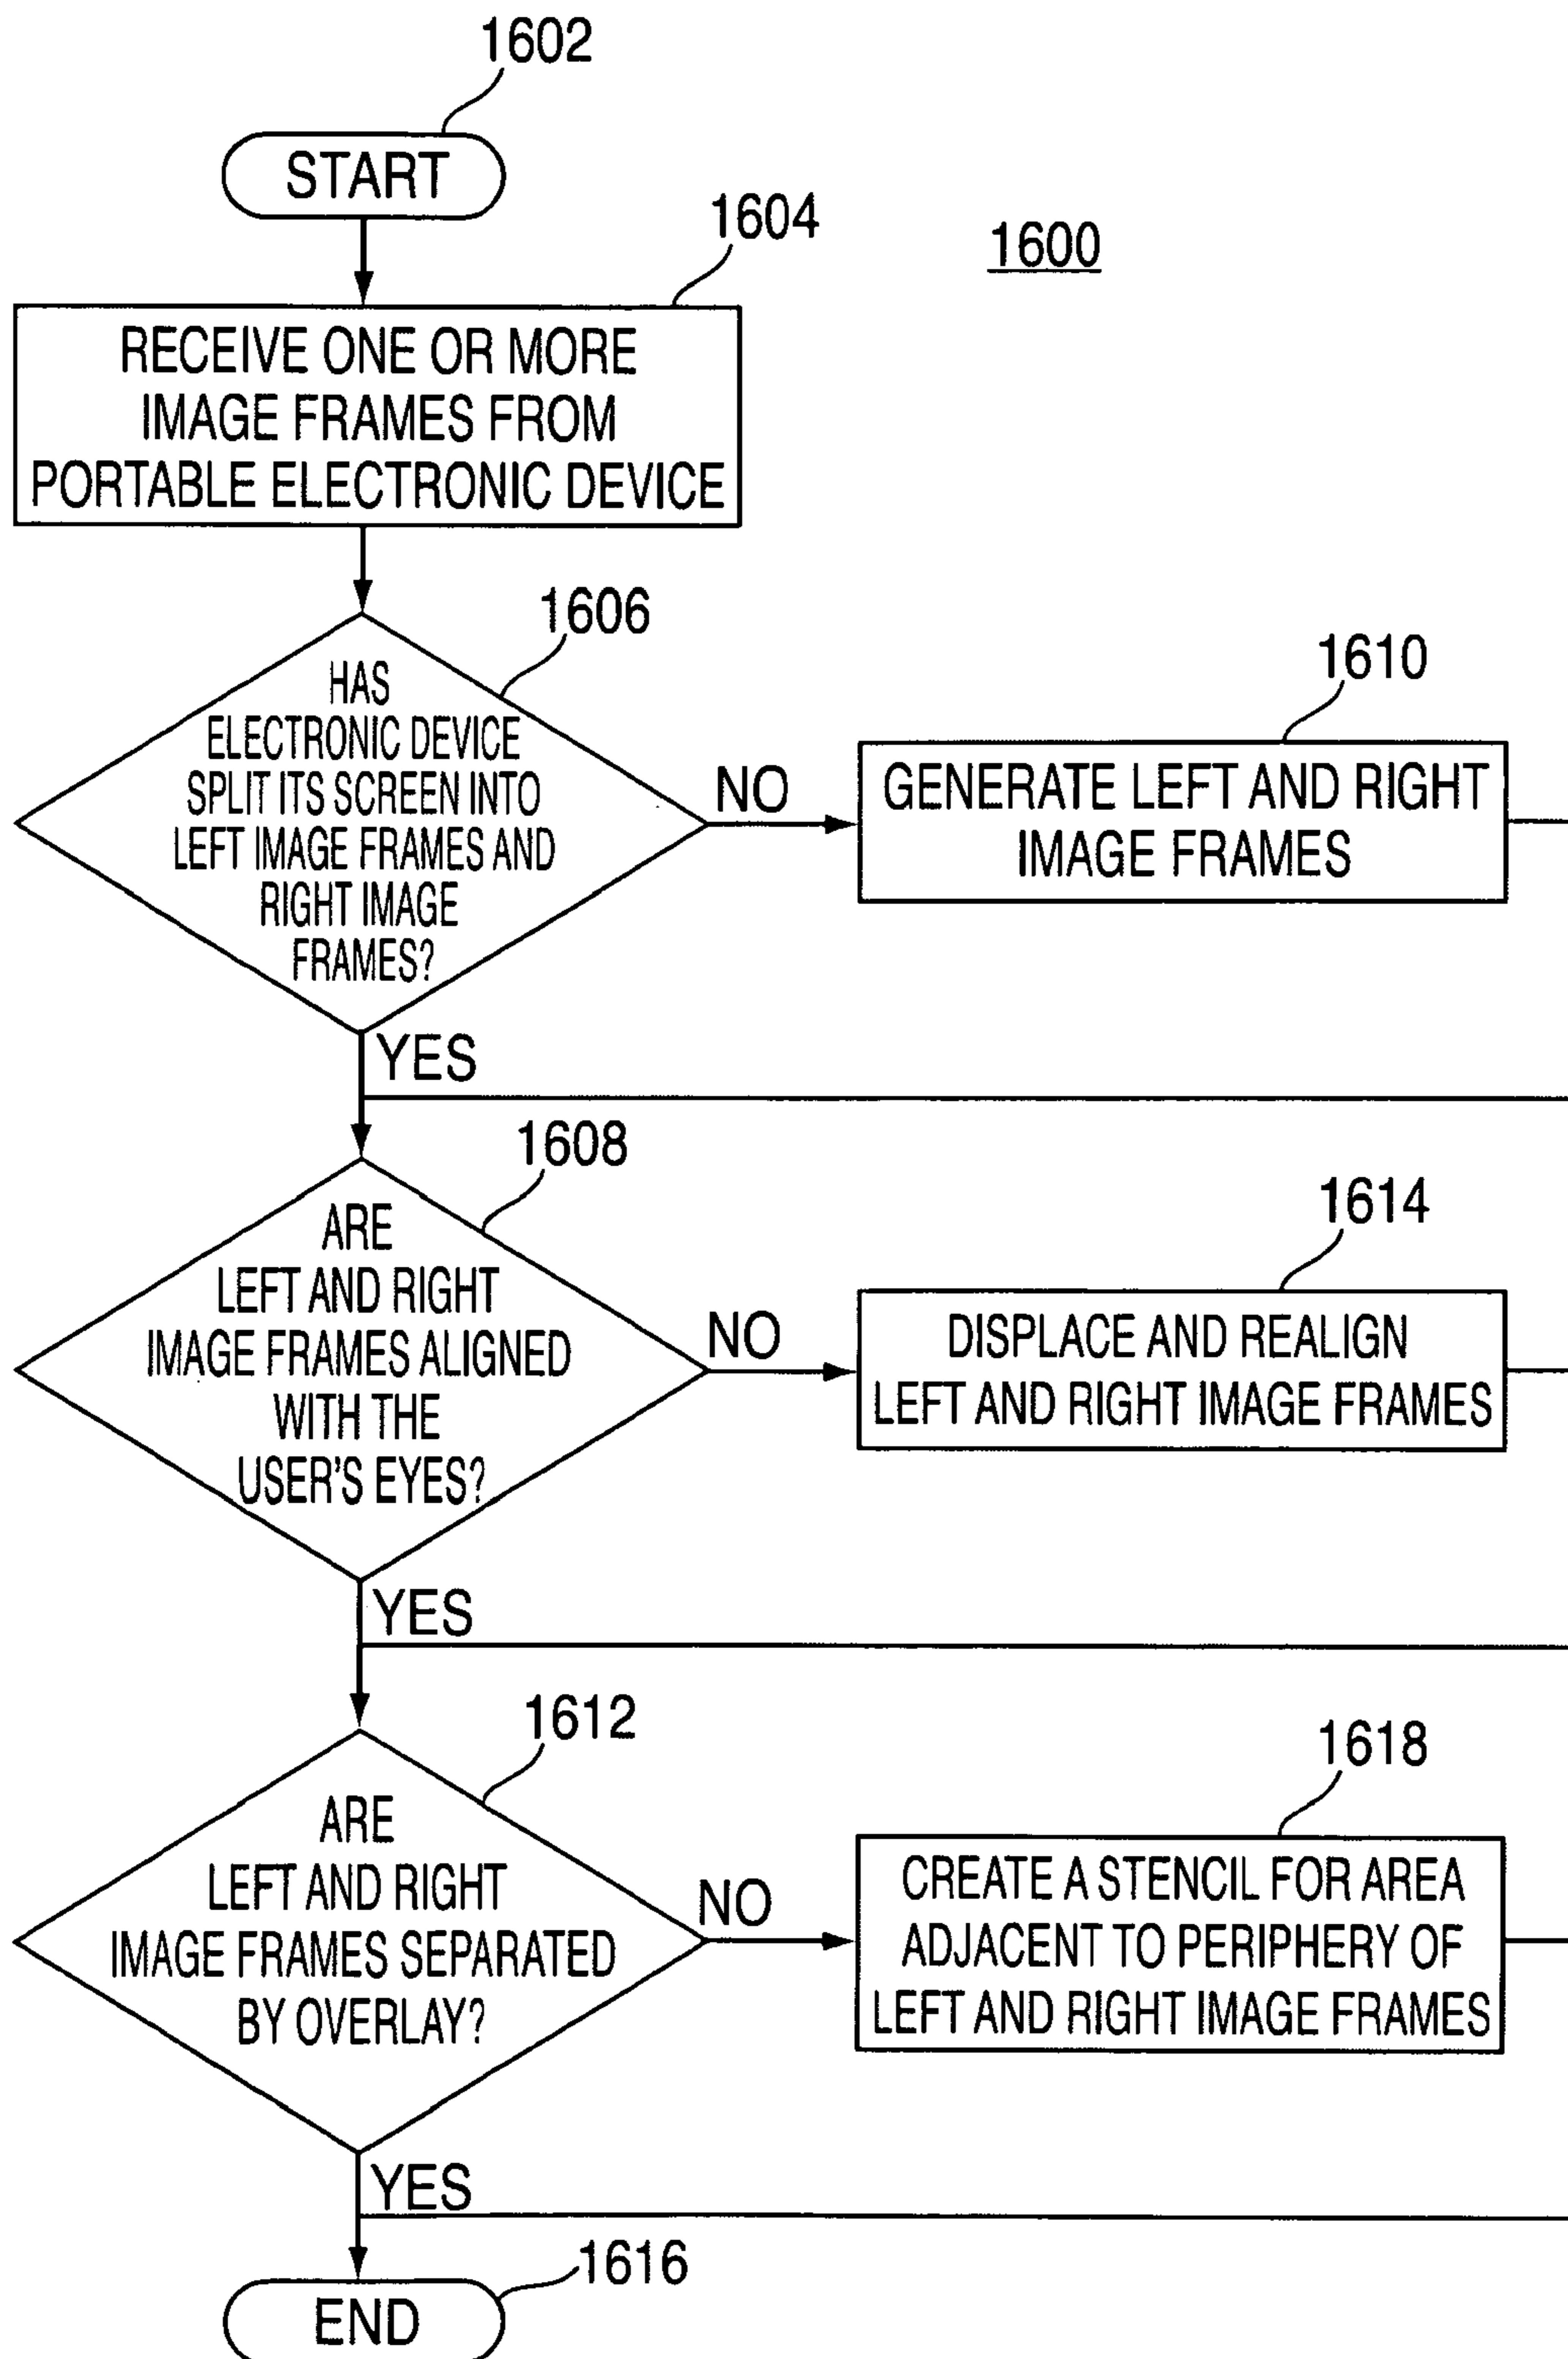 1602
START
1604
1600
RECEIVE ONE OR MORE
IMAGE FRAMES FROM
PORTABLE ELECTRONIC DEVICE
1606
HAS
ELECTRONIC DEVICE
SPLIT ITS SCREEN INTO
LEFT IMAGE FRAMES AND
RIGHT IMAGE
FRAMES?
NO
1610
GENERATE LEFT AND RIGHT
IMAGE FRAMES
YES
1608
ARE
LEFT AND RIGHT
IMAGE FRAMES ALIGNED
WITH THE
USER'S EYES?
NO
1614
DISPLACE AND REALIGN
LEFT AND RIGHT IMAGE FRAMES
YES
1612
ARE
LEFT AND RIGHT
IMAGE FRAMES SEPARATED
BY OVERLAY?
NO
1618
CREATE A STENCIL FOR AREA
ADJACENT TO PERIPHERY OF
LEFT AND RIGHT IMAGE FRAMES
YES
1616
END